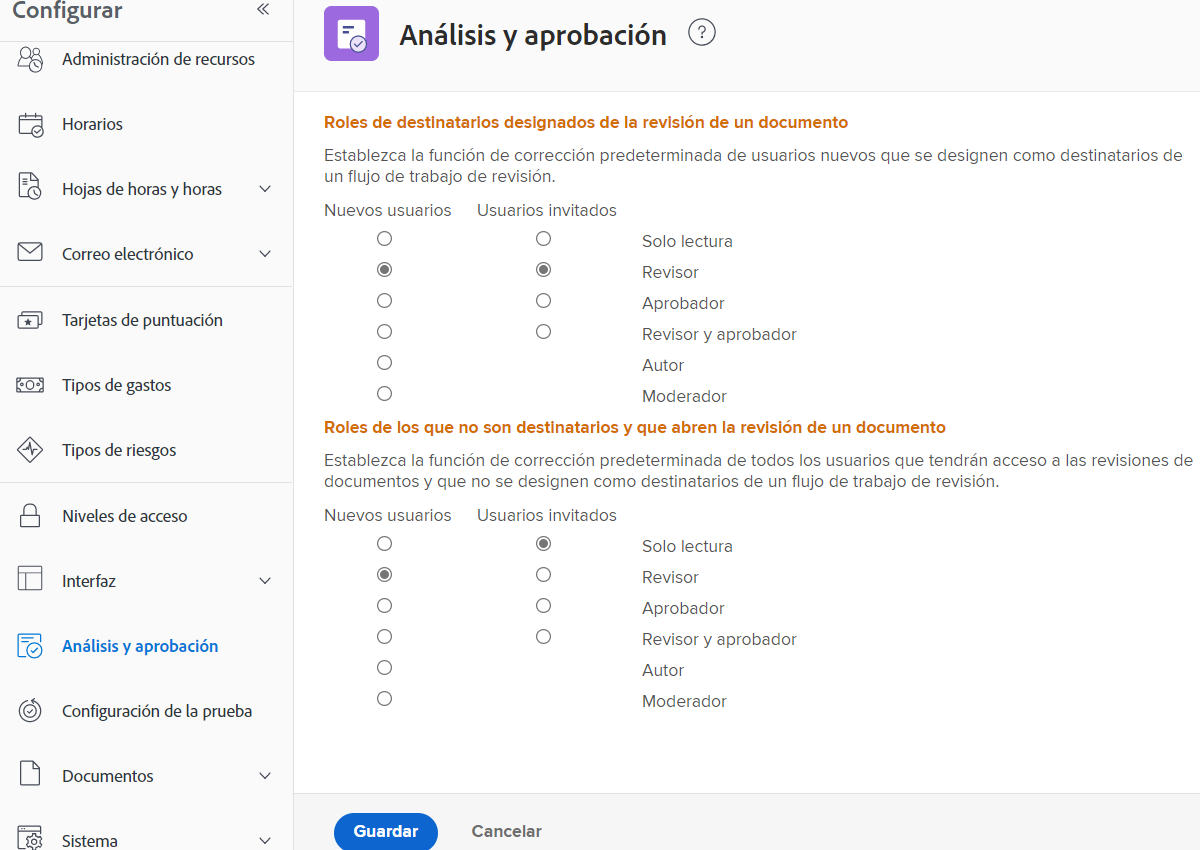 Configurar
Administración de recursos
Horarios
Hojas de horas y horas
Correo electrónico
Tarjetas de puntuación
Tipos de gastos
Tipos de riesgos
Niveles de acceso
Interfaz
Análisis y aprobación
Configuración de la prueba
Documentos
Sistema
Análisis y aprobación
Roles de destinatarios designados de la revisión de un documento
Establezca la función de corrección predeterminada de usuarios nuevos que se designen como destinatarios de
un flujo de trabajo de revisión.
Nuevos usuarios Usuarios invitados
Solo lectura
Revisor
Aprobador
Revisor y aprobador
Autor
Moderador
Roles de los que no son destinatarios y que abren la revisión de un documento
Establezca la función de corrección predeterminada de todos los usuarios que tendrán acceso a las revisiones de
documentos y que no se designen como destinatarios de un flujo de trabajo de revisión.
Nuevos usuarios Usuarios invitados
Solo lectura
Revisor
Aprobador
Revisor y aprobador
Autor
Moderador
Guardar Cancelar